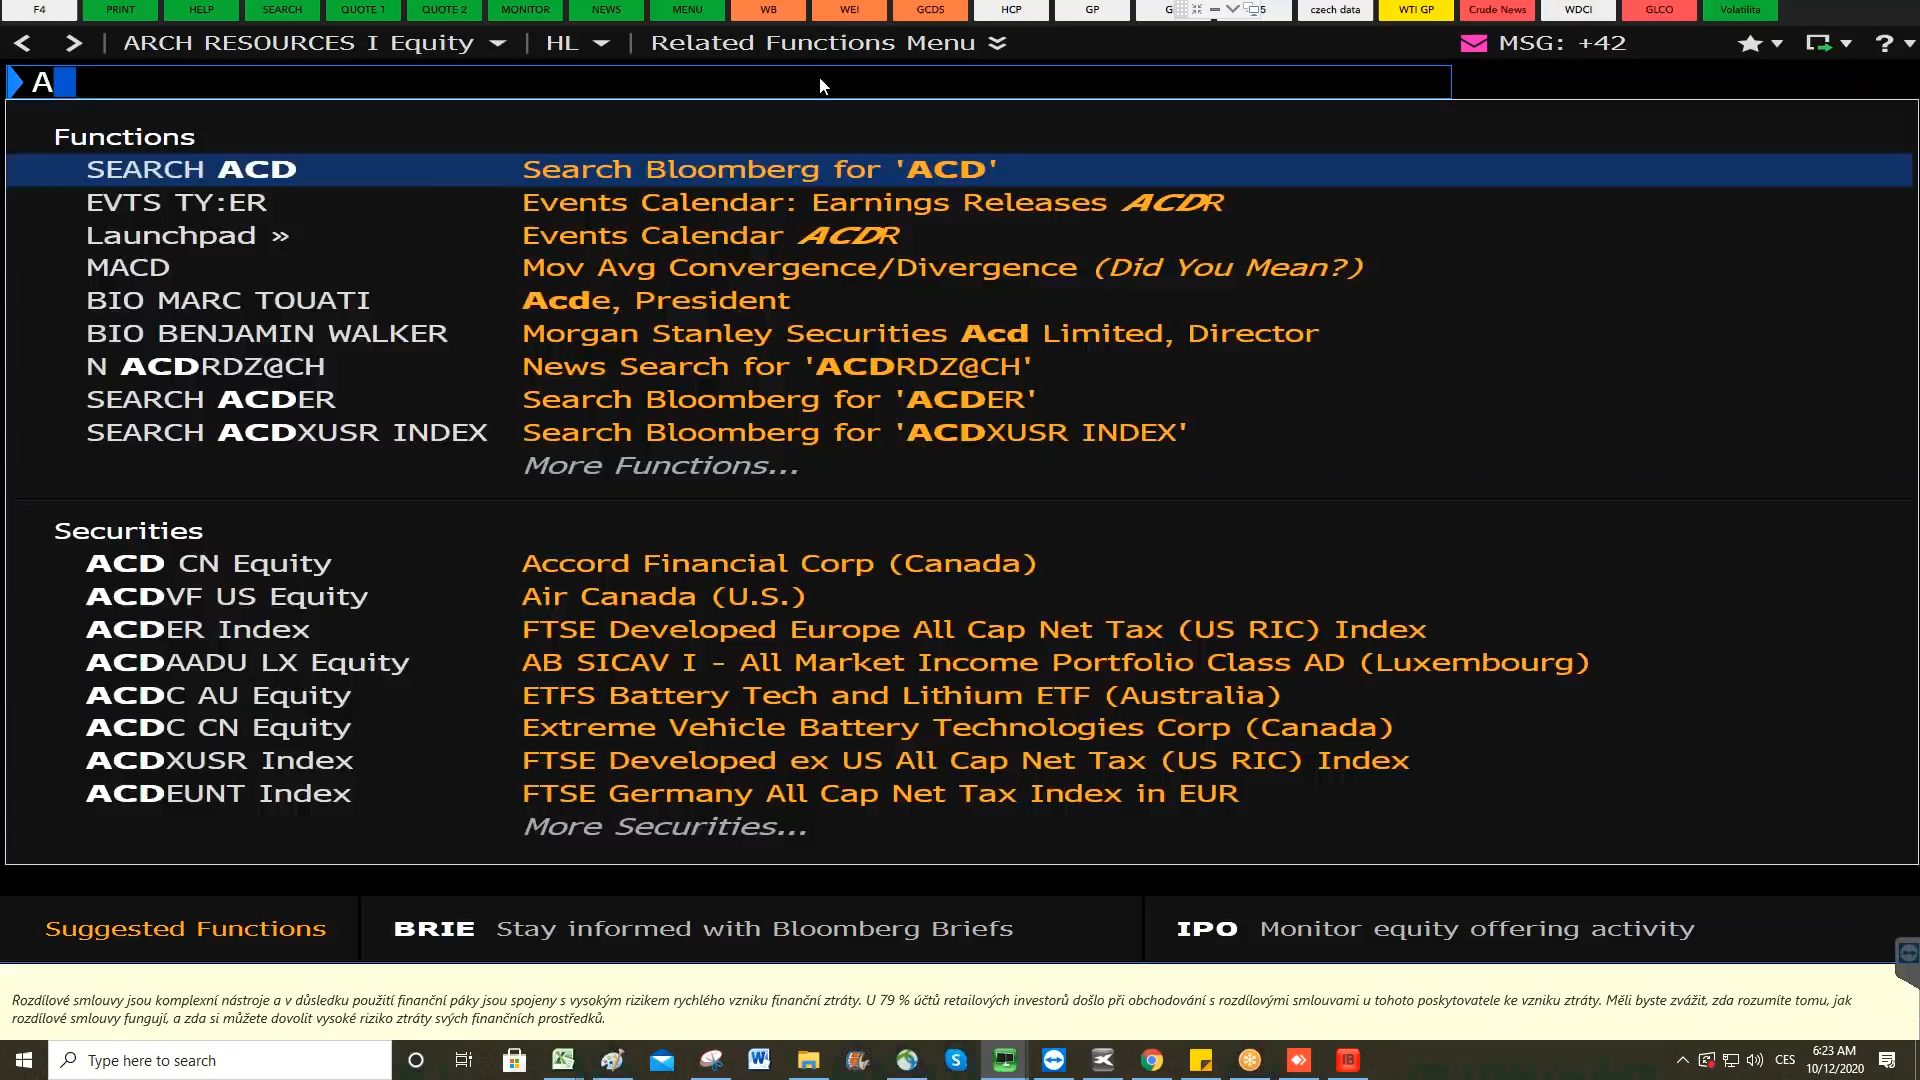 F4 PRINT HELP SEARCH QUOTE 1 QUOTE 2 MONITOR NEWS MENU WB WEI GCDS HCP GP G 5 czech data WTI GP Crude News WDCI GLCO Volatilita
ARCH RESOURCES I Equity HL Related Functions Menu MSG: +42 ?
A
Functions
SEARCH ACD Search Bloomberg for 'ACD'
EVTS TY:ER Events Calendar: Earnings Releases ACDR
Launchpad » Events Calendar ACDR
MACD Mov Avg Convergence/Divergence (Did You Mean?)
BIO MARC TOUATI Acde, President
BIO BENJAMIN WALKER Morgan Stanley Securities Acd Limited, Director
N ACDRDZ@CH News Search for 'ACDRDZ@CH'
SEARCH ACDER Search Bloomberg for 'ACDER'
SEARCH ACDXUSR INDEX Search Bloomberg for 'ACDXUSR INDEX'
More Functions...
Securities
ACD CN Equity Accord Financial Corp (Canada)
ACDVF US Equity Air Canada (U.S.)
ACDER Index FTSE Developed Europe All Cap Net Tax (US RIC) Index
ACDAADU LX Equity AB SICAV I - All Market Income Portfolio Class AD (Luxembourg)
ACDC AU Equity ETFS Battery Tech and Lithium ETF (Australia)
ACDC CN Equity Extreme Vehicle Battery Technologies Corp (Canada)
ACDXUSR Index FTSE Developed ex US All Cap Net Tax (US RIC) Index
ACDEUNT Index FTSE Germany All Cap Net Tax Index in EUR
More Securities...
Suggested Functions BRIE Stay informed with Bloomberg Briefs IPO Monitor equity offering activity
Rozdílové smlouvy jsou komplexní nástroje a v důsledku použití finanční páky jsou spojeny s vysokým rizikem rychlého vzniku finanční ztráty. U 79 % účtů retailových investorů došlo při obchodování s rozdílovými smlouvami u tohoto poskytovatele ke vzniku ztráty. Měli byste zvážit, zda rozumíte tomu, jak
rozdílové smlouvy fungují, a zda si můžete dovolit vysoké riziko ztráty svých finančních prostředků.
Type here to search CES 6:23 AM
10/12/2020